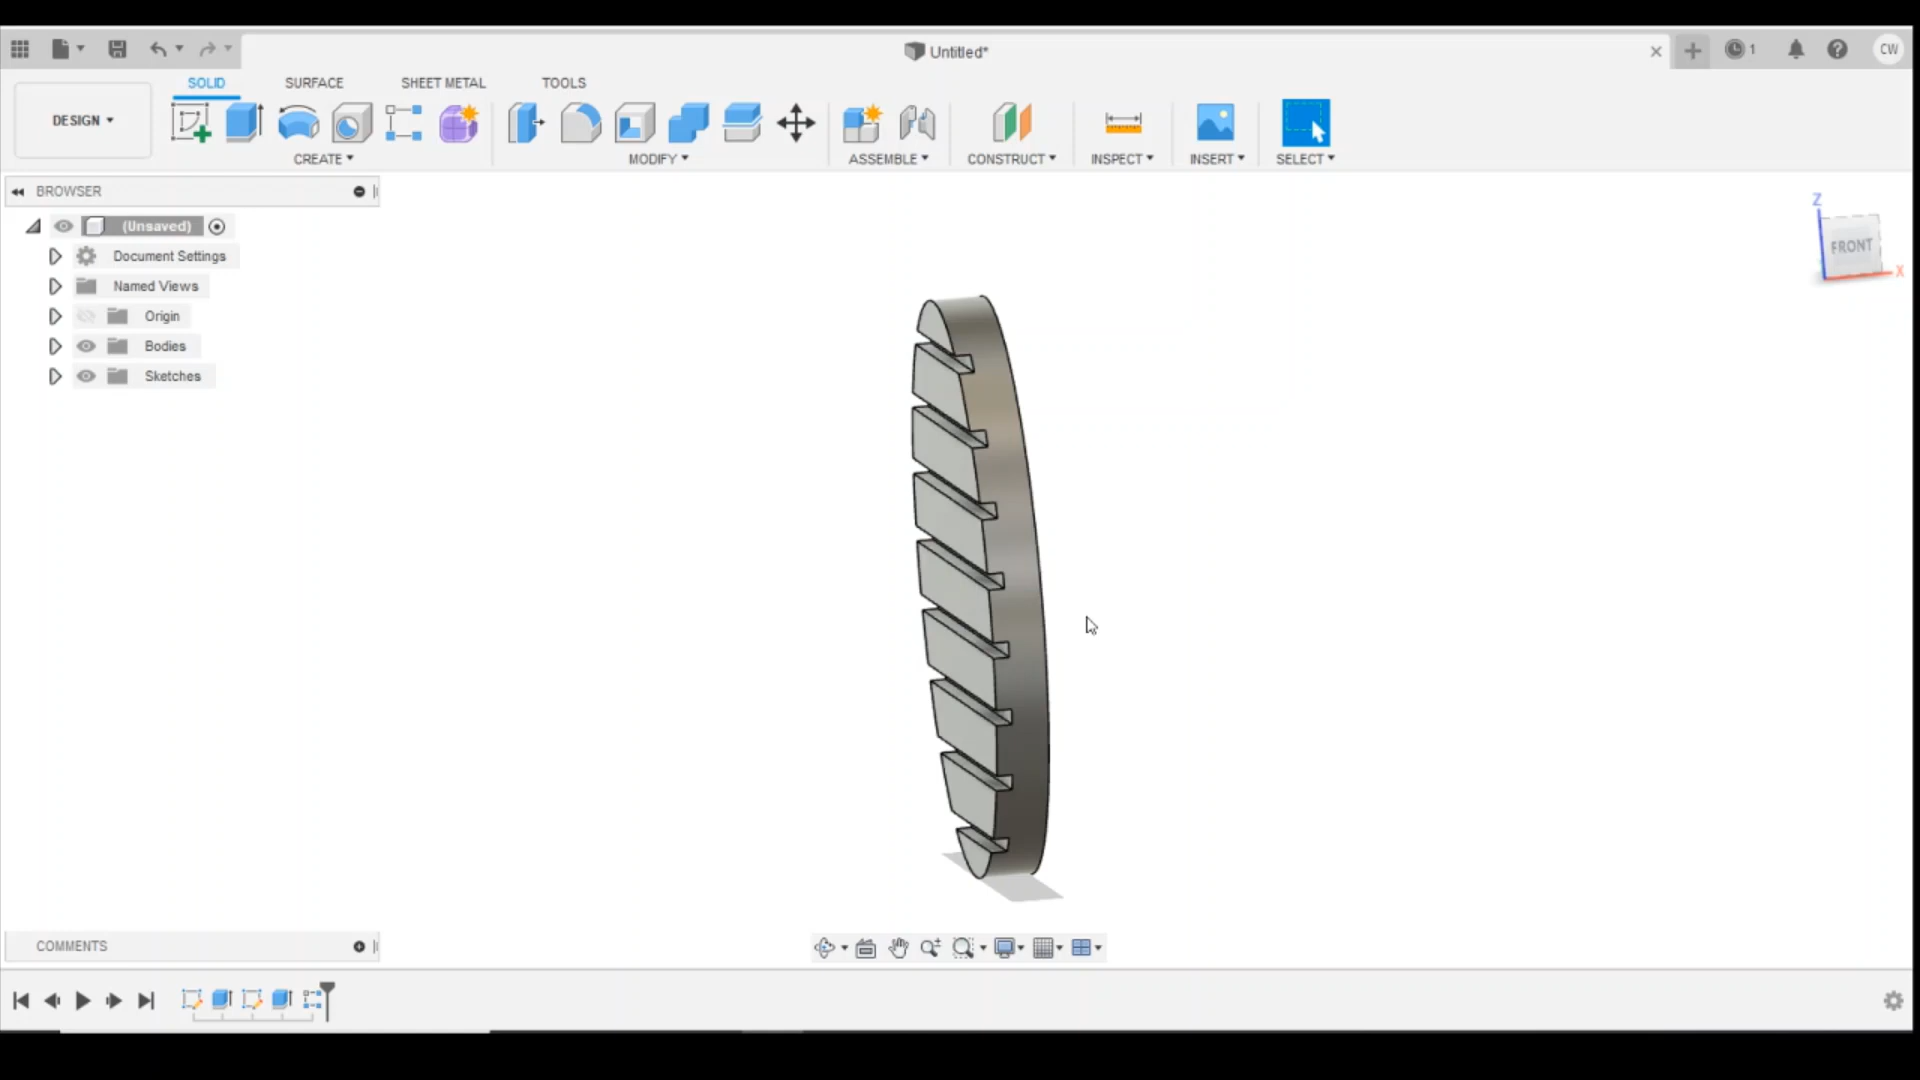 Untitled*
1
CW
SOLID
SURFACE
SHEET METAL
TOOLS
DESIGN
CREATE
MODIFY
ASSEMBLE
CONSTRUCT
INSPECT
INSERT
SELECT
BROWSER
(Unsaved)
Document Settings
Named Views
Origin
Bodies
Sketches
Z
FRONT
X
COMMENTS